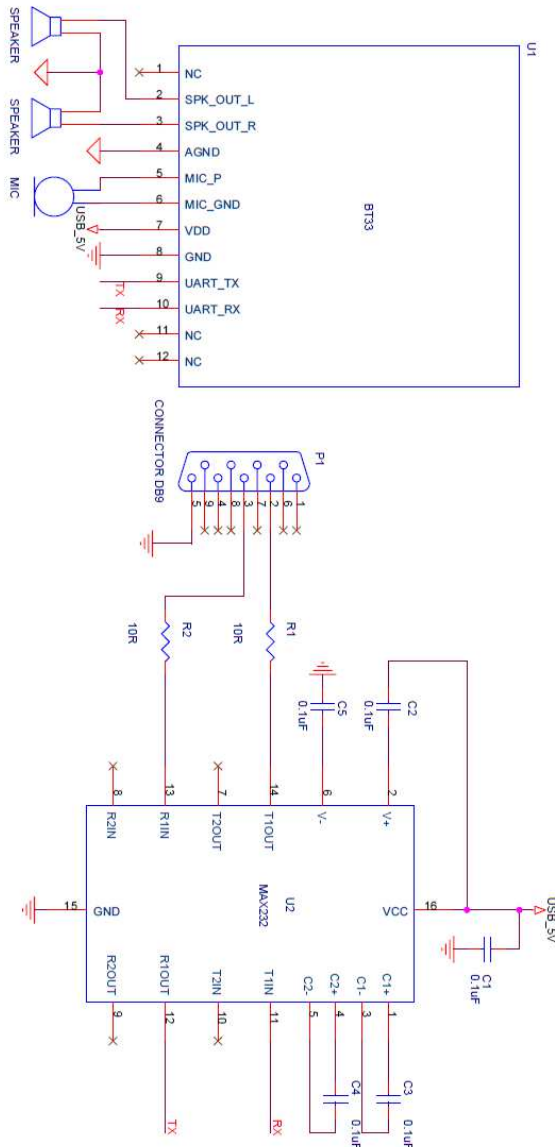 U1
BT33
SPEAKER
SPEAKER
MIC
USB_5V
1 NC
2 SPK_OUT_L
3 SPK_OUT_R
4 AGND
5 MIC_P
6 MIC_GND
7 VDD
8 GND
9 UART_TX
TX
10 UART_RX
RX
11 NC
12 NC
CONNECTOR DB9
P1
5
9
4
8
3
7
2
6
1
R2
10R
R1
10R
C5
0.1uF
C2
0.1uF
8 R2IN
13 R1IN
7 T2OUT
14 T1OUT
6 V-
2 V+
15 GND
U2
MAX232
VCC 16
USB_5V
C1
0.1uF
R2OUT 9
R1OUT 12
TX
T2IN 10
T1IN 11
RX
C2- 5
C2+ 4
C1- 3
C1+ 1
C4
0.1uF
C3
0.1uF